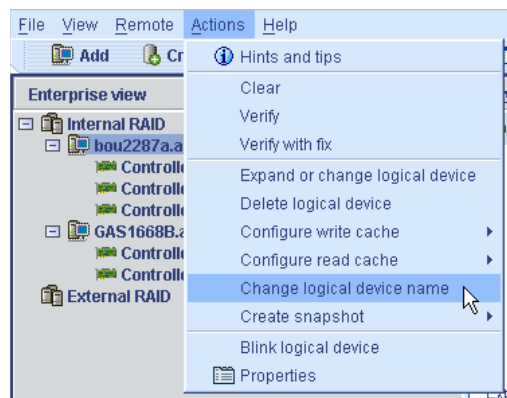 File View Remote Actions Help
Add
Hints and tips
Enterprise view
Clear
Internal RAID
Verify
Verify with fix
Expand or change logical device
Delete logical device
Configure write cache
Configure read cache
External RAID
Change logical device name
Create snapshot
Blink logical device
Properties